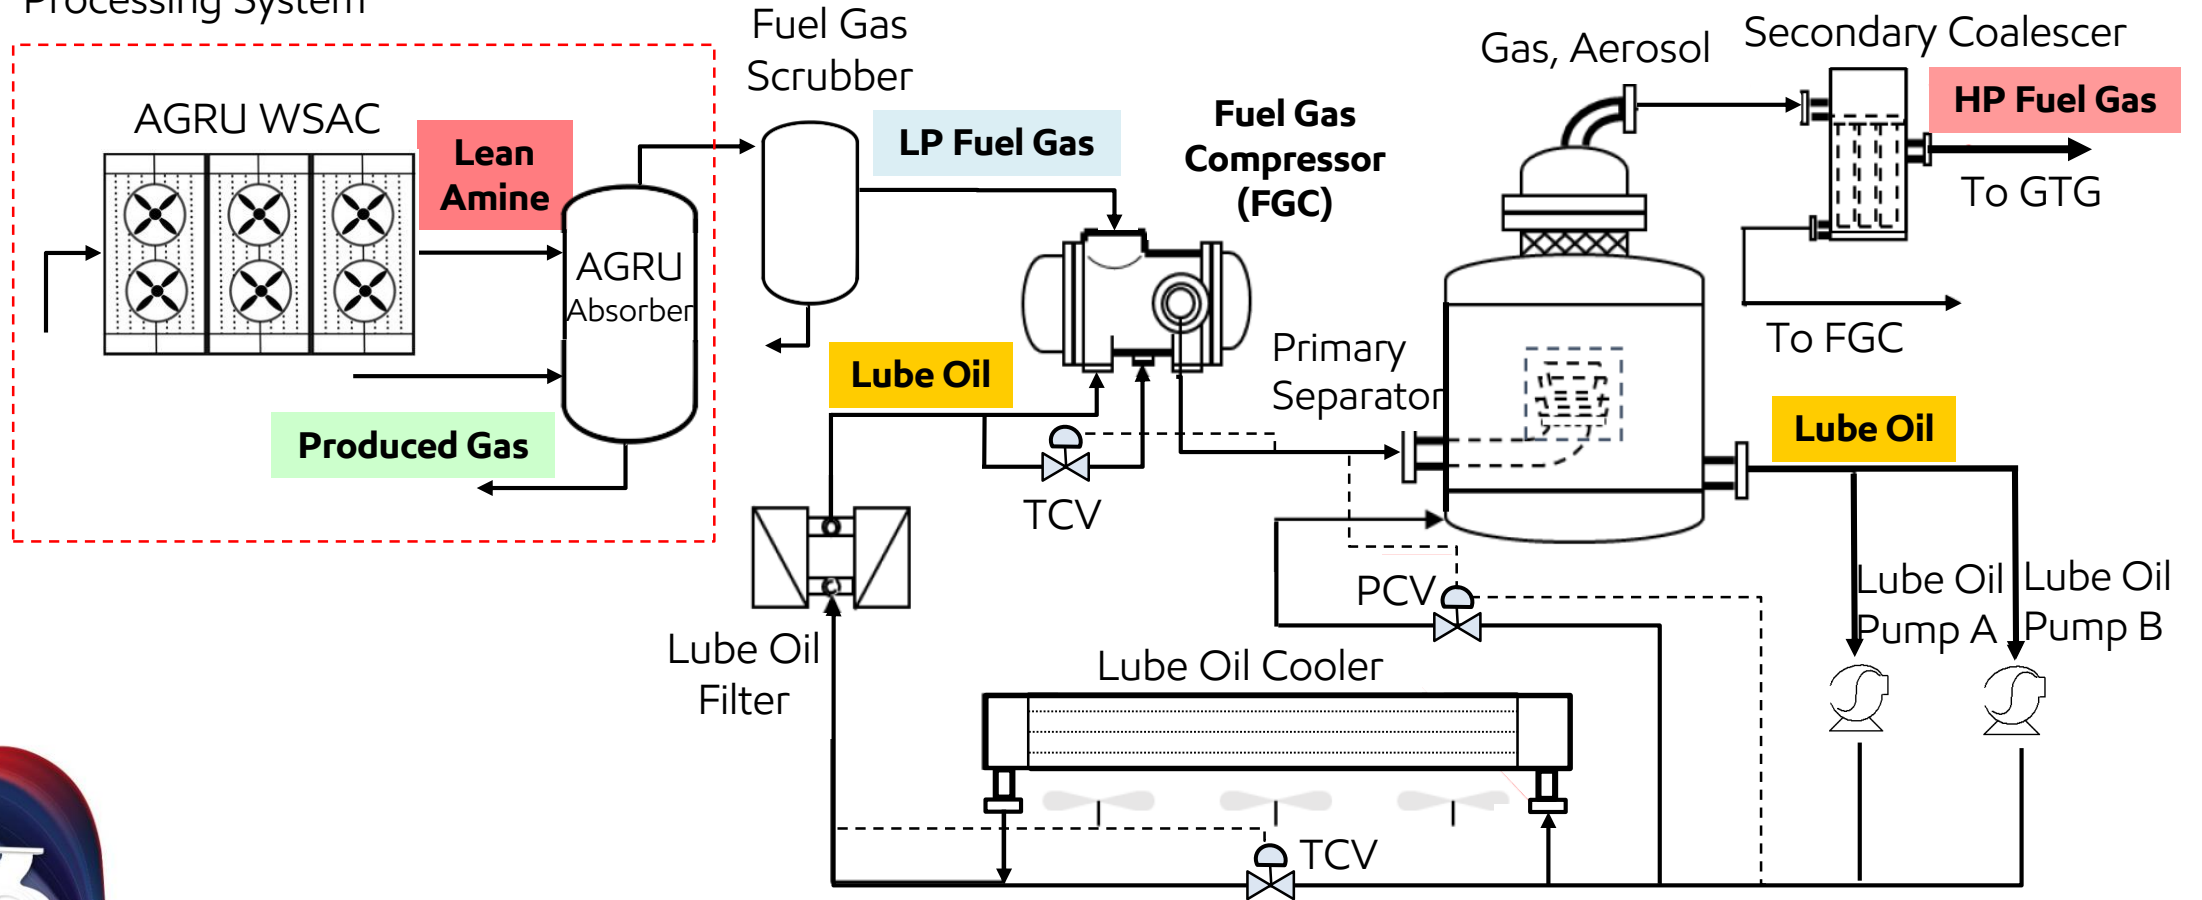 Processing System
AGRU WSAC
Lean
Amine
AGRU
Absorber
Produced Gas
Fuel Gas
Scrubber
LP Fuel Gas
Fuel Gas
Compressor
(FGC)
Gas, Aerosol
Secondary Coalescer
HP Fuel Gas
To GTG
To FGC
Primary
Separator
Lube Oil
TCV
Lube Oil
PCV
Lube Oil
Pump A
Lube Oil
Pump B
Lube Oil
Filter
Lube Oil Cooler
TCV